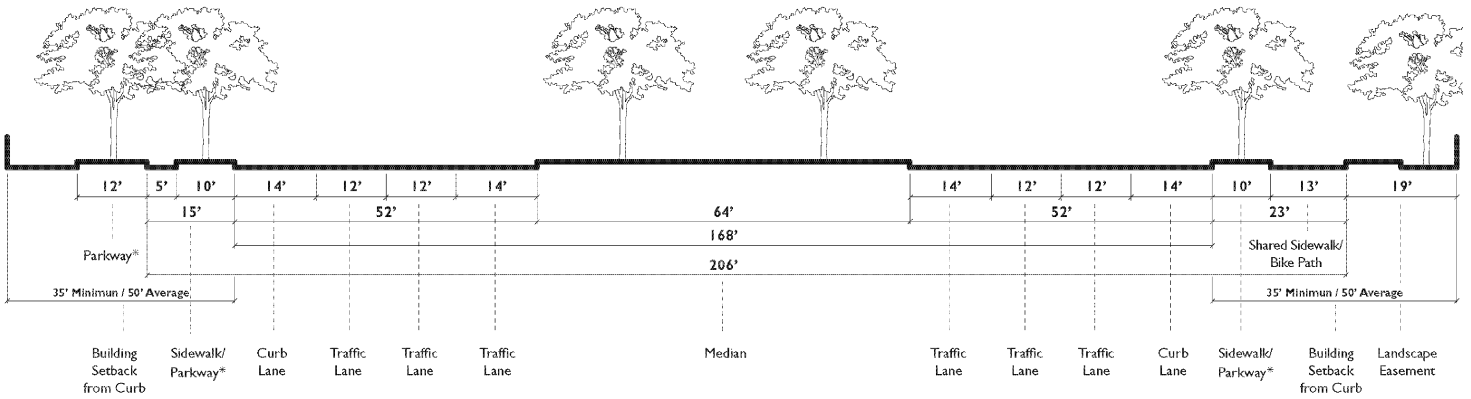 12' 5' 10' 14' 12' 12' 14' 14' 12' 12' 14' 10' 13' 19'
15' 52' 64' 52' 23'
168'
Parkway*
Shared Sidewalk/
Bike Path
206'
35' Minimun / 50' Average
35' Minimun / 50' Average
Building
Setback
from Curb
Sidewalk/
Parkway*
Curb
Lane
Traffic
Lane
Traffic
Lane
Traffic
Lane
Median
Traffic
Lane
Traffic
Lane
Traffic
Lane
Curb
Lane
Sidewalk/
Parkway*
Building
Setback
from Curb
Landscape
Easement